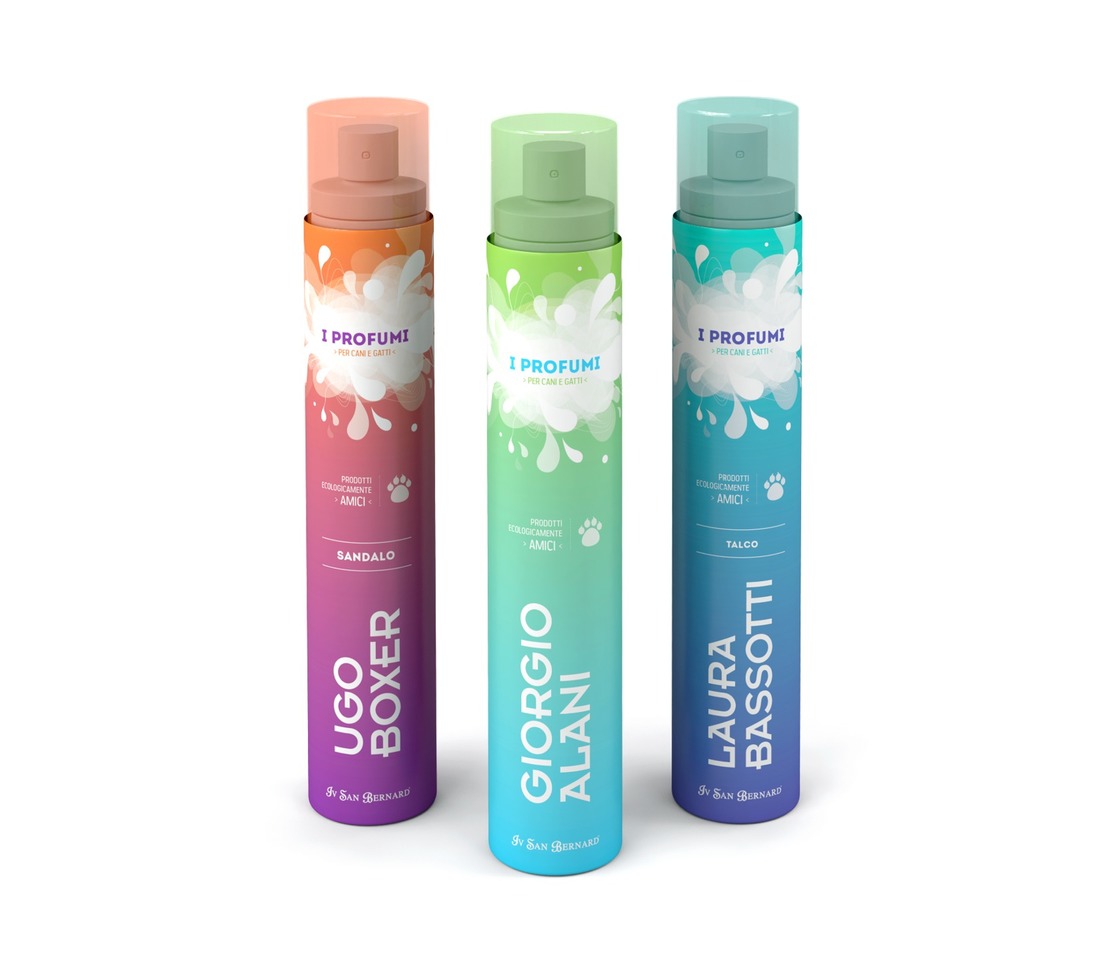 I PROFUMI
> PER CANI E GATTI <
PRODOTTI
ECOLOGICAMENTE
> AMICI <
SANDALO
UGO
BOXER
IV SAN BERNARD
I PROFUMI
> PER CANI E GATTI <
PRODOTTI
ECOLOGICAMENTE
> AMICI <
GIORGIO
ALANI
IV SAN BERNARD
I PROFUMI
> PER CANI E GATTI <
PRODOTTI
ECOLOGICAMENTE
> AMICI <
TALCO
LAURA
BASSOTTI
IV SAN BERNARD